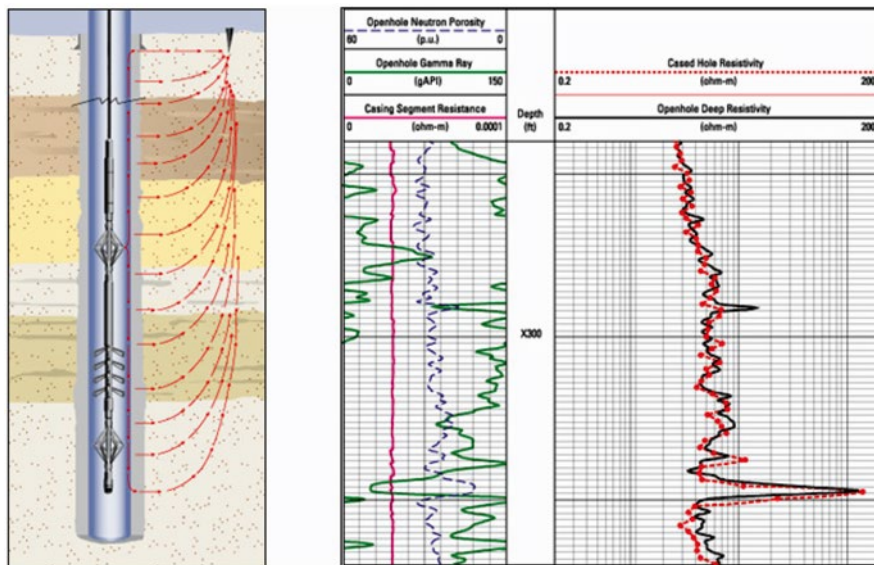 Openhole Neutron Porosity
60 (p.u.) 0
Openhole Gamma Ray
0 (gAPI) 150
Casing Segment Resistance
0 (ohm-m) 0.0001
Depth
(ft)
Cased Hole Resistivity
0.2 (ohm-m) 200
Openhole Deep Resistivity
0.2 (ohm-m) 200
X300